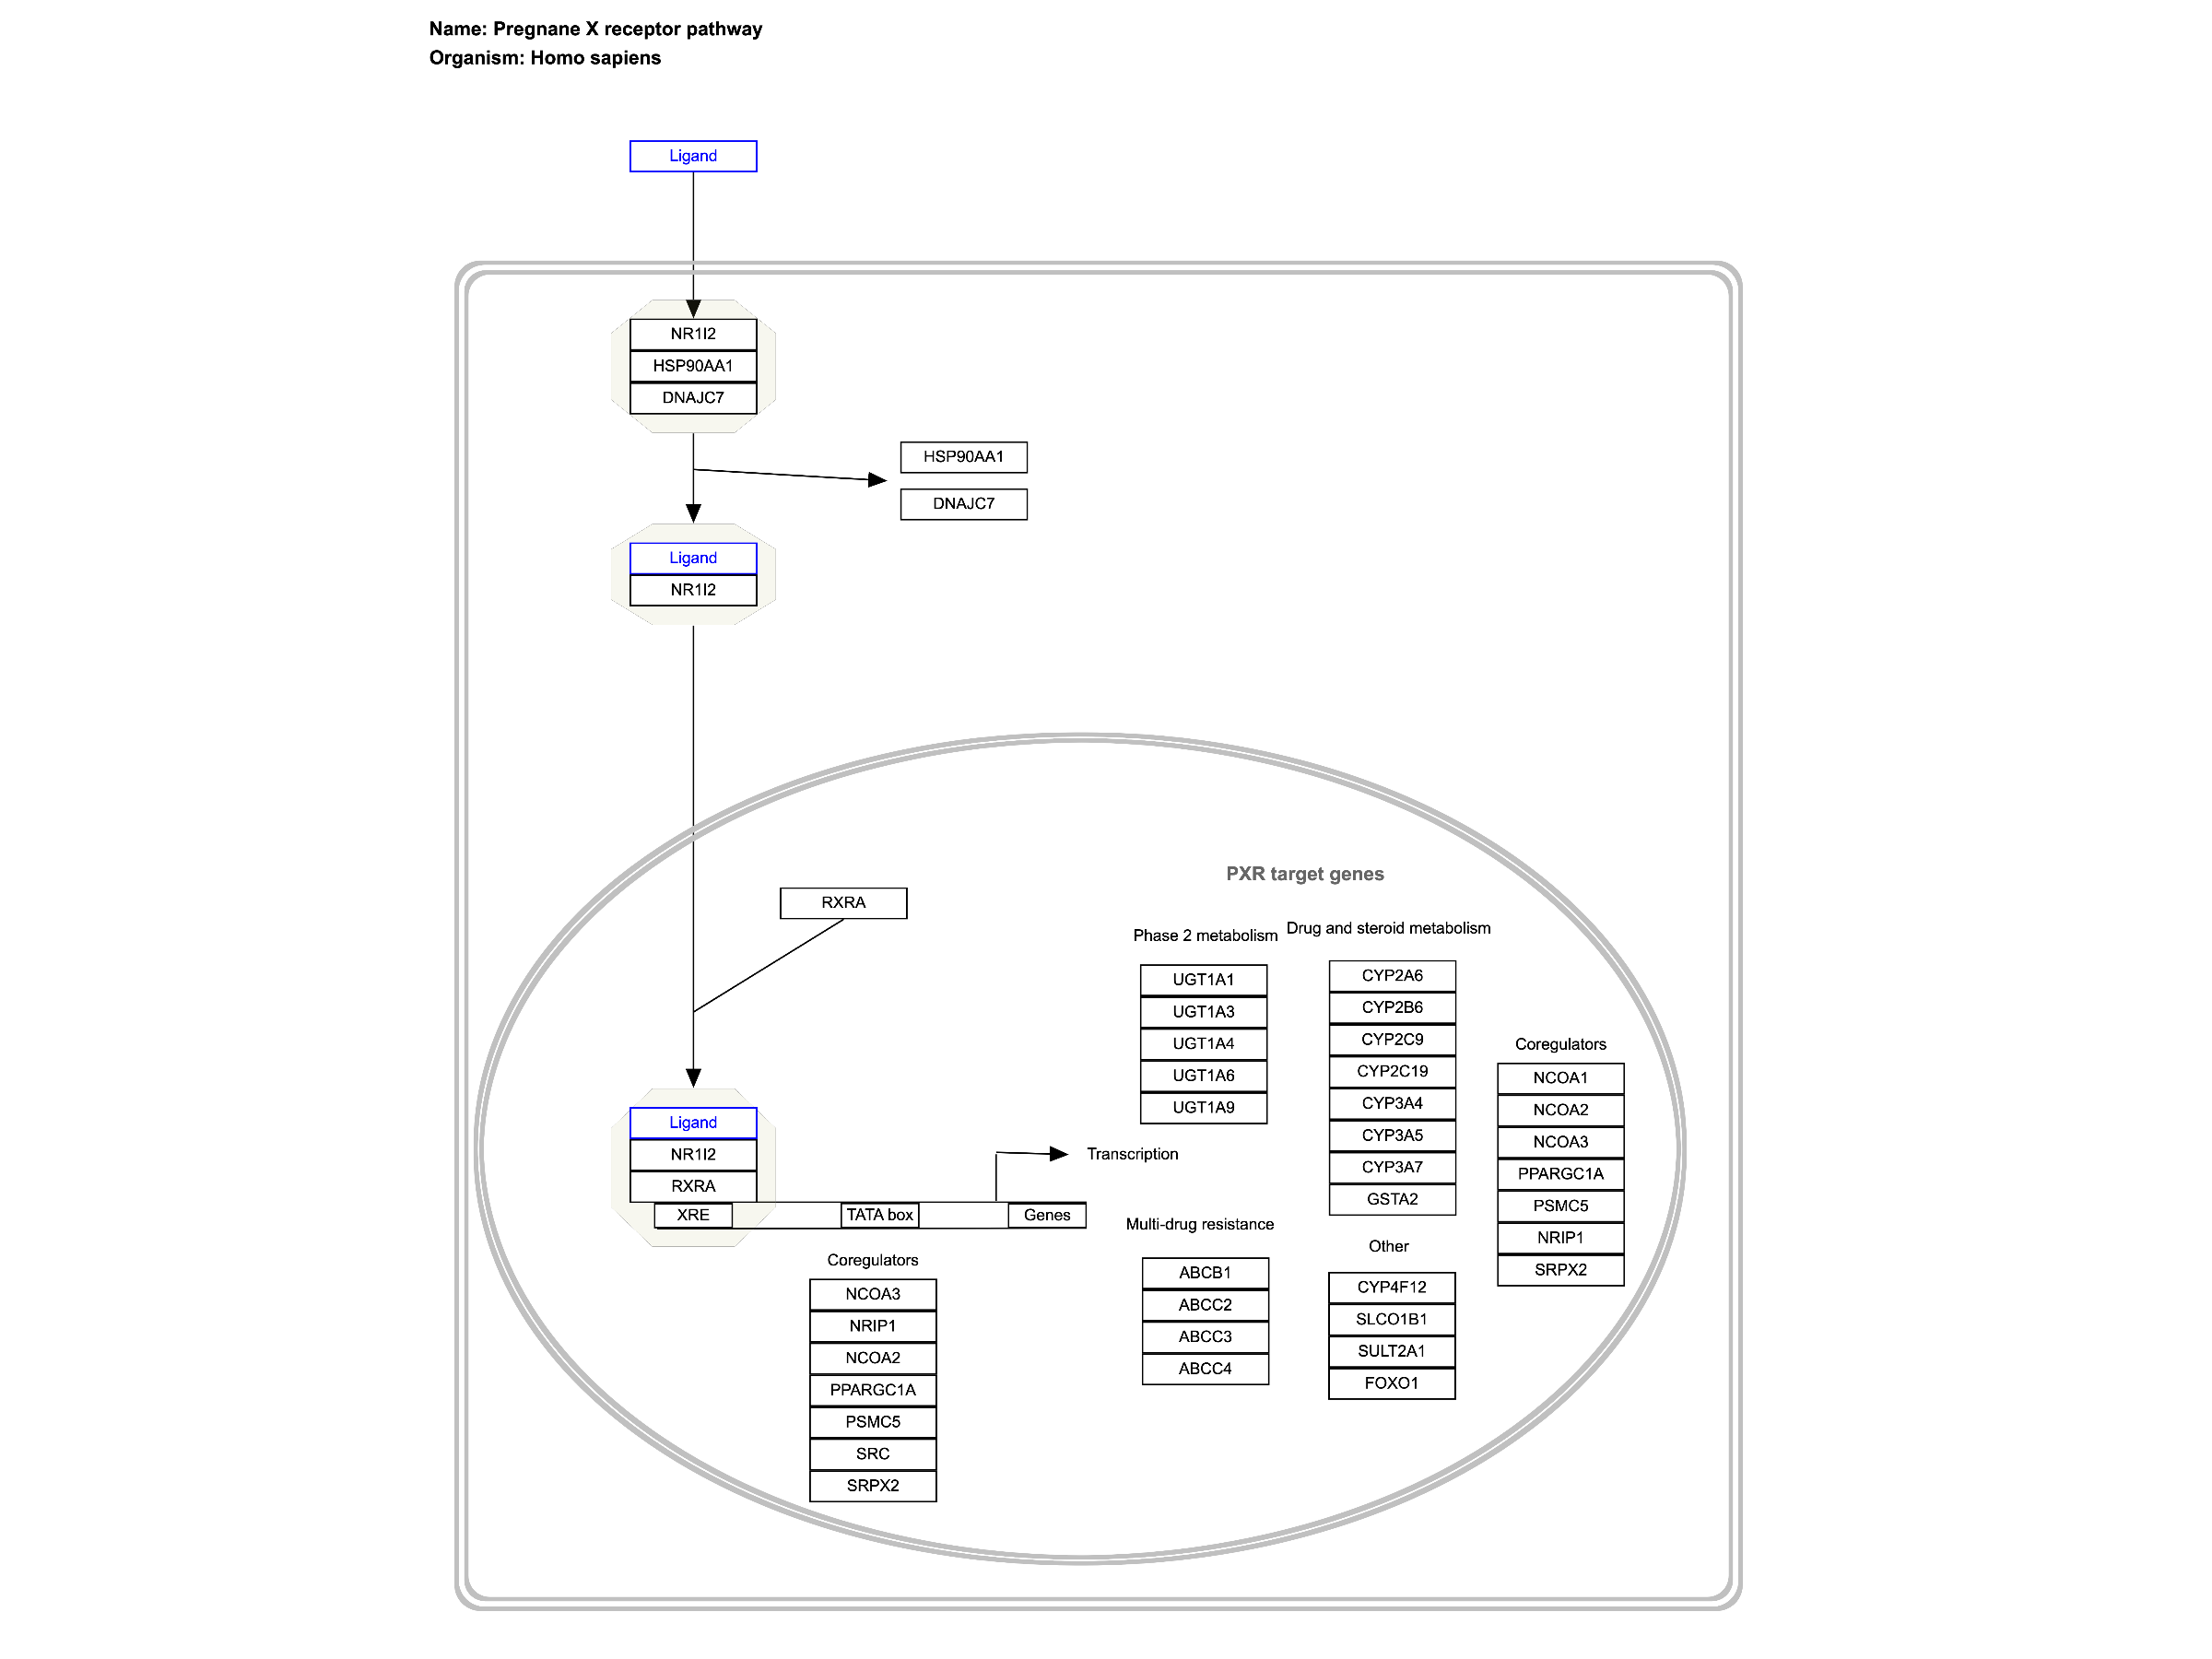 Name: Pregnane X receptor pathway
Organism: Homo sapiens
Ligand
NR1I2
HSP90AA1
DNAJC7
HSP90AA1
DNAJC7
Ligand
NR1I2
RXRA
Ligand
NR1I2
RXRA
XRE
TATA box
Genes
Transcription
Coregulators
NCOA3
NRIP1
NCOA2
PPARGC1A
PSMC5
SRC
SRPX2
PXR target genes
Phase 2 metabolism
UGT1A1
UGT1A3
UGT1A4
UGT1A6
UGT1A9
Drug and steroid metabolism
CYP2A6
CYP2B6
CYP2C9
CYP2C19
CYP3A4
CYP3A5
CYP3A7
GSTA2
Coregulators
NCOA1
NCOA2
NCOA3
PPARGC1A
PSMC5
NRIP1
SRPX2
Multi-drug resistance
ABCB1
ABCC2
ABCC3
ABCC4
Other
CYP4F12
SLCO1B1
SULT2A1
FOXO1